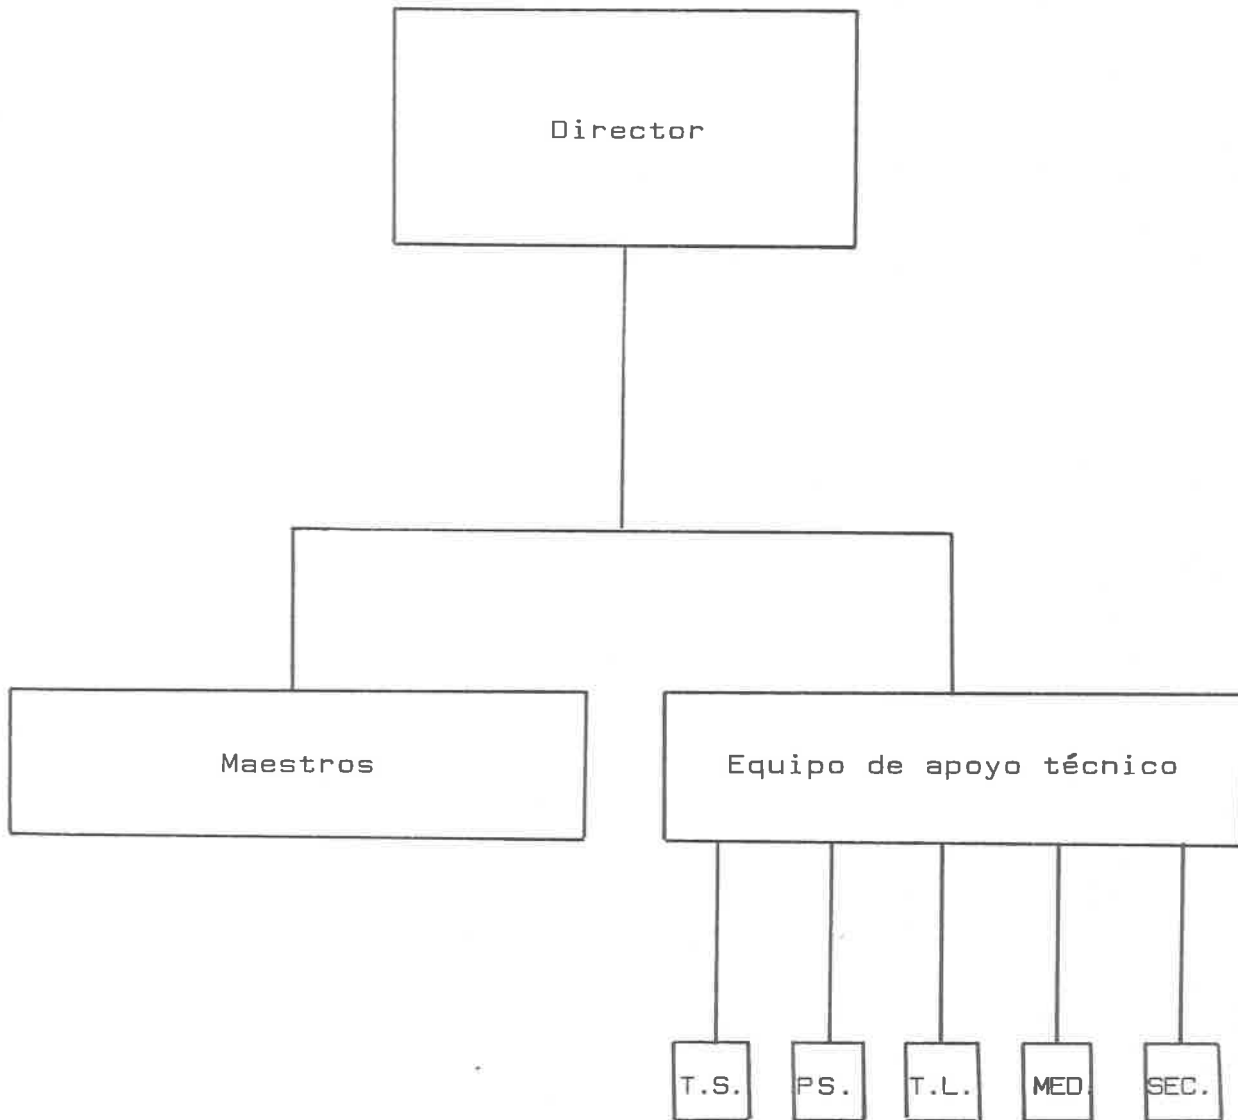 Director
Maestros
Equipo de apoyo técnico
T.S.
PS.
T.L.
MED.
SEC.